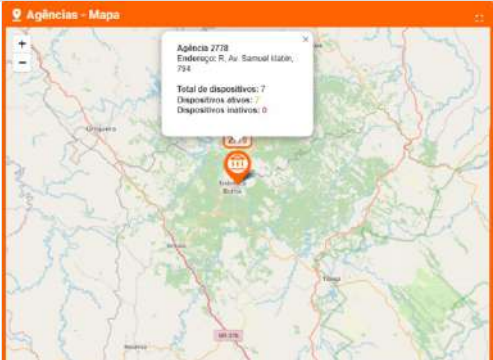 Agências - Mapa
+
−
×
Agência 2778
Endereço: R. Av. Samuel Klabin,
794
Total de dispositivos: 7
Dispositivos ativos: 7
Dispositivos inativos: 0
Borba